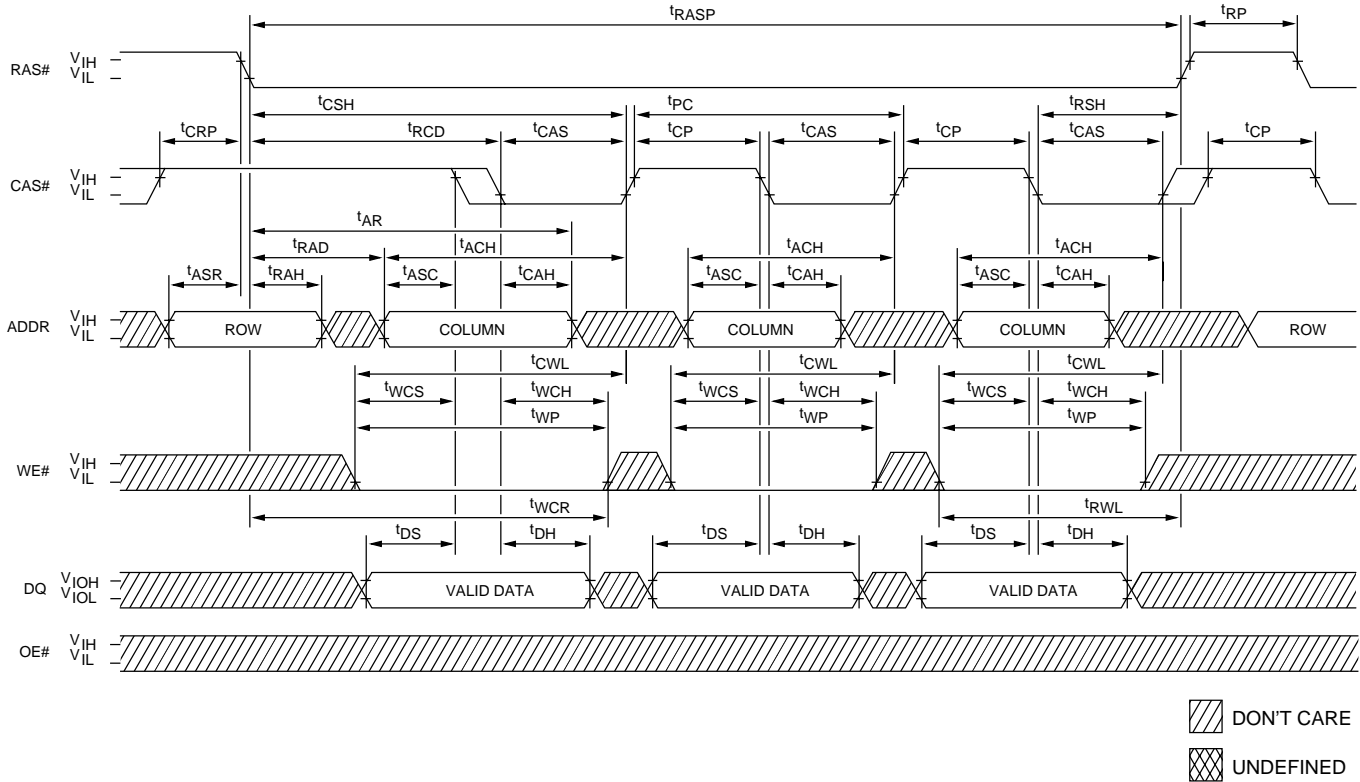 tRASP
tRP
RAS# VIH
VIL
tCSH
tPC
tRSH
tCRP
tRCD
tCAS
tCP
tCAS
tCP
tCAS
tCP
CAS# VIH
VIL
tAR
tRAD
tACH
tACH
tACH
tASR
tRAH
tASC
tCAH
tASC
tCAH
tASC
tCAH
ADDR VIH
VIL
ROW
COLUMN
COLUMN
COLUMN
ROW
tCWL
tCWL
tCWL
tWCS
tWCH
tWCS
tWCH
tWCS
tWCH
tWP
tWP
tWP
WE# VIH
VIL
tWCR
tRWL
tDS
tDH
tDS
tDH
tDS
tDH
DQ VIOH
VIOL
VALID DATA
VALID DATA
VALID DATA
OE# VIH
VIL
DON'T CARE
UNDEFINED